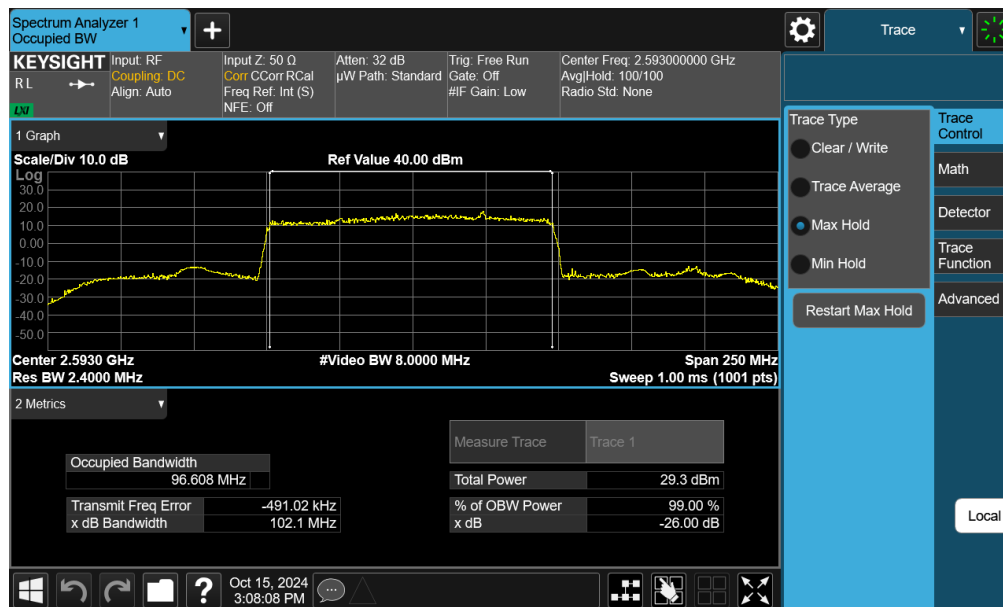 Spectrum Analyzer 1
Occupied BW
Trace
KEYSIGHT
R L
LXI
Input: RF
Coupling: DC
Align: Auto
Input Z: 50 Ω
Corr CCorr RCal
Freq Ref: Int (S)
NFE: Off
Atten: 32 dB
µW Path: Standard
Trig: Free Run
Gate: Off
#IF Gain: Low
Center Freq: 2.593000000 GHz
Avg|Hold: 100/100
Radio Std: None
1 Graph
Scale/Div 10.0 dB
Ref Value 40.00 dBm
Log
30.0
20.0
10.0
0.00
-10.0
-20.0
-30.0
-40.0
-50.0
Center 2.5930 GHz
#Video BW 8.0000 MHz
Span 250 MHz
Res BW 2.4000 MHz
Sweep 1.00 ms (1001 pts)
2 Metrics
Measure Trace
Trace 1
Occupied Bandwidth
96.608 MHz
Total Power
29.3 dBm
Transmit Freq Error
-491.02 kHz
% of OBW Power
99.00 %
x dB Bandwidth
102.1 MHz
x dB
-26.00 dB
Trace Type
Clear / Write
Trace Average
Max Hold
Min Hold
Restart Max Hold
Trace
Control
Math
Detector
Trace
Function
Advanced
Local
?
Oct 15, 2024
3:08:08 PM